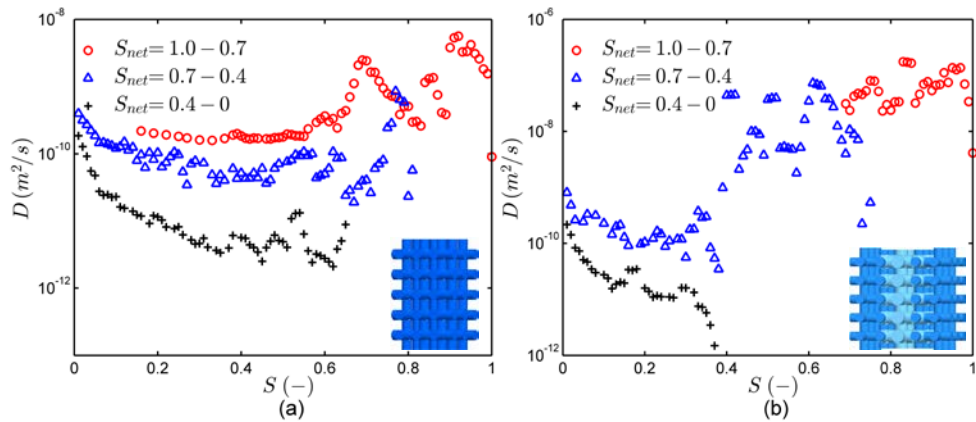 10⁻⁸
S_net = 1.0 − 0.7
S_net = 0.7 − 0.4
S_net = 0.4 − 0
10⁻¹⁰
10⁻¹²
D (m²/s)
0
0.2
0.4
0.6
0.8
1
S (−)
(a)
10⁻⁶
S_net = 1.0 − 0.7
S_net = 0.7 − 0.4
S_net = 0.4 − 0
10⁻⁸
10⁻¹⁰
10⁻¹²
D (m²/s)
0
0.2
0.4
0.6
0.8
1
S (−)
(b)